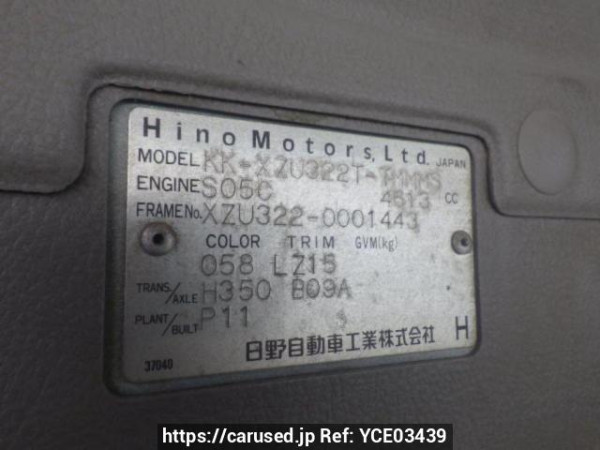 Hino Motors, Ltd. JAPAN
MODEL KK-XZU322T-TMMMS
ENGINE S05C 4613 CC
FRAME No. XZU322-0001443
COLOR TRIM GVM(kg)
058 LZ15
TRANS/AXLE H350 B09A
PLANT/BUILT P11
日野自動車工業株式会社 H
37040
https://carused.jp Ref: YCE03439